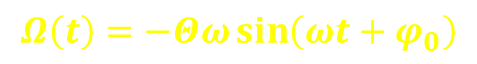 Ω(t) = −Θω sin(ωt + φ₀)